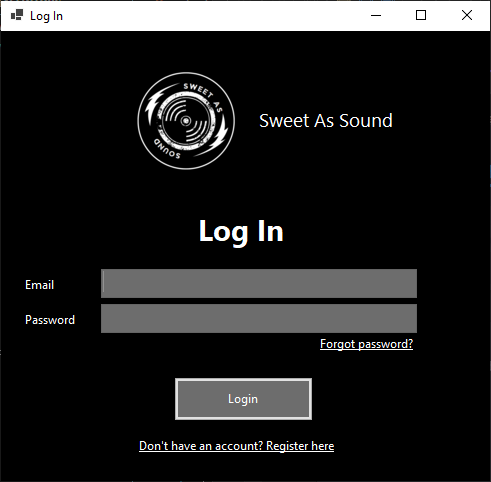 Log In
SWEET AS
SOUND
Sweet As Sound
Log In
Email
Password
Forgot password?
Login
Don't have an account? Register here